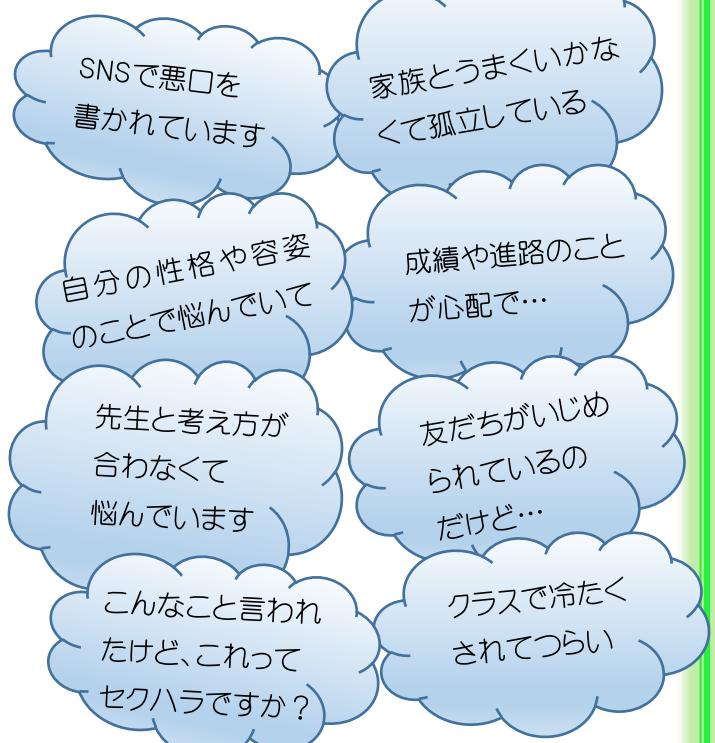 SNSで悪口を
書かれています
家族とうまくいかな
くて孤立している
自分の性格や容姿
のことで悩んでいて
成績や進路のこと
が心配で…
先生と考え方が
合わなくて
悩んでいます
友だちがいじめ
られているの
だけど…
こんなこと言われ
たけど、これって
セクハラですか？
クラスで冷たく
されてつらい